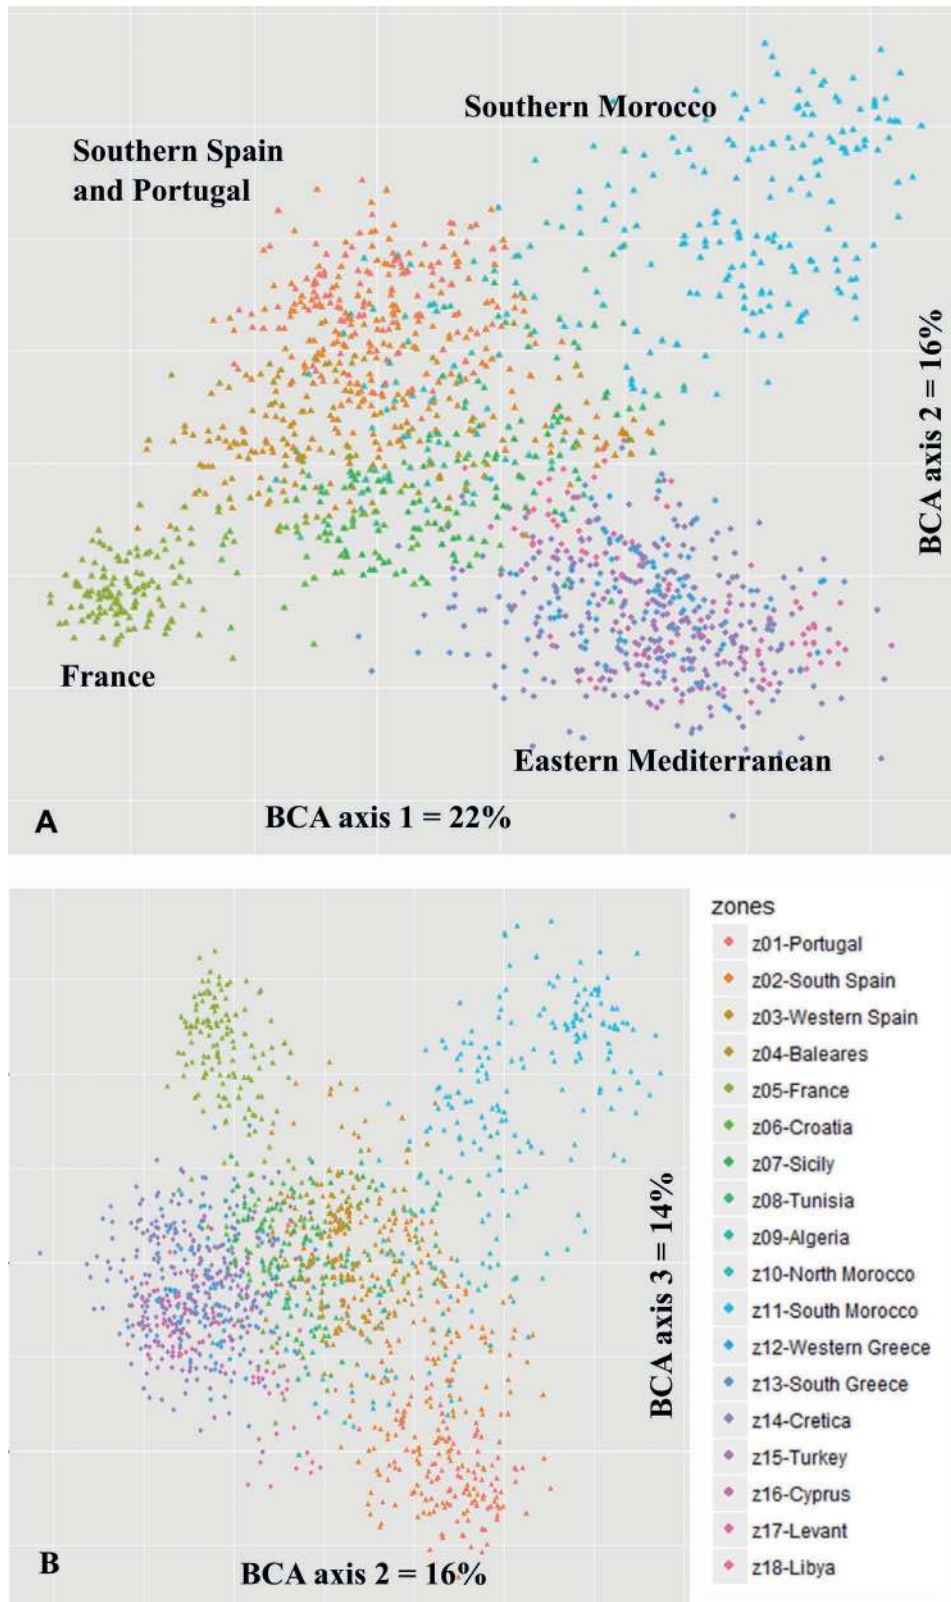 Southern Morocco
Southern Spain
and Portugal
BCA axis 2 = 16%
France
Eastern Mediterranean
BCA axis 1 = 22%
A
zones
z01-Portugal
z02-South Spain
z03-Western Spain
z04-Baleares
z05-France
z06-Croatia
z07-Sicily
z08-Tunisia
z09-Algeria
z10-North Morocco
z11-South Morocco
z12-Western Greece
z13-South Greece
z14-Cretica
z15-Turkey
z16-Cyprus
z17-Levant
z18-Libya
BCA axis 3 = 14%
B
BCA axis 2 = 16%